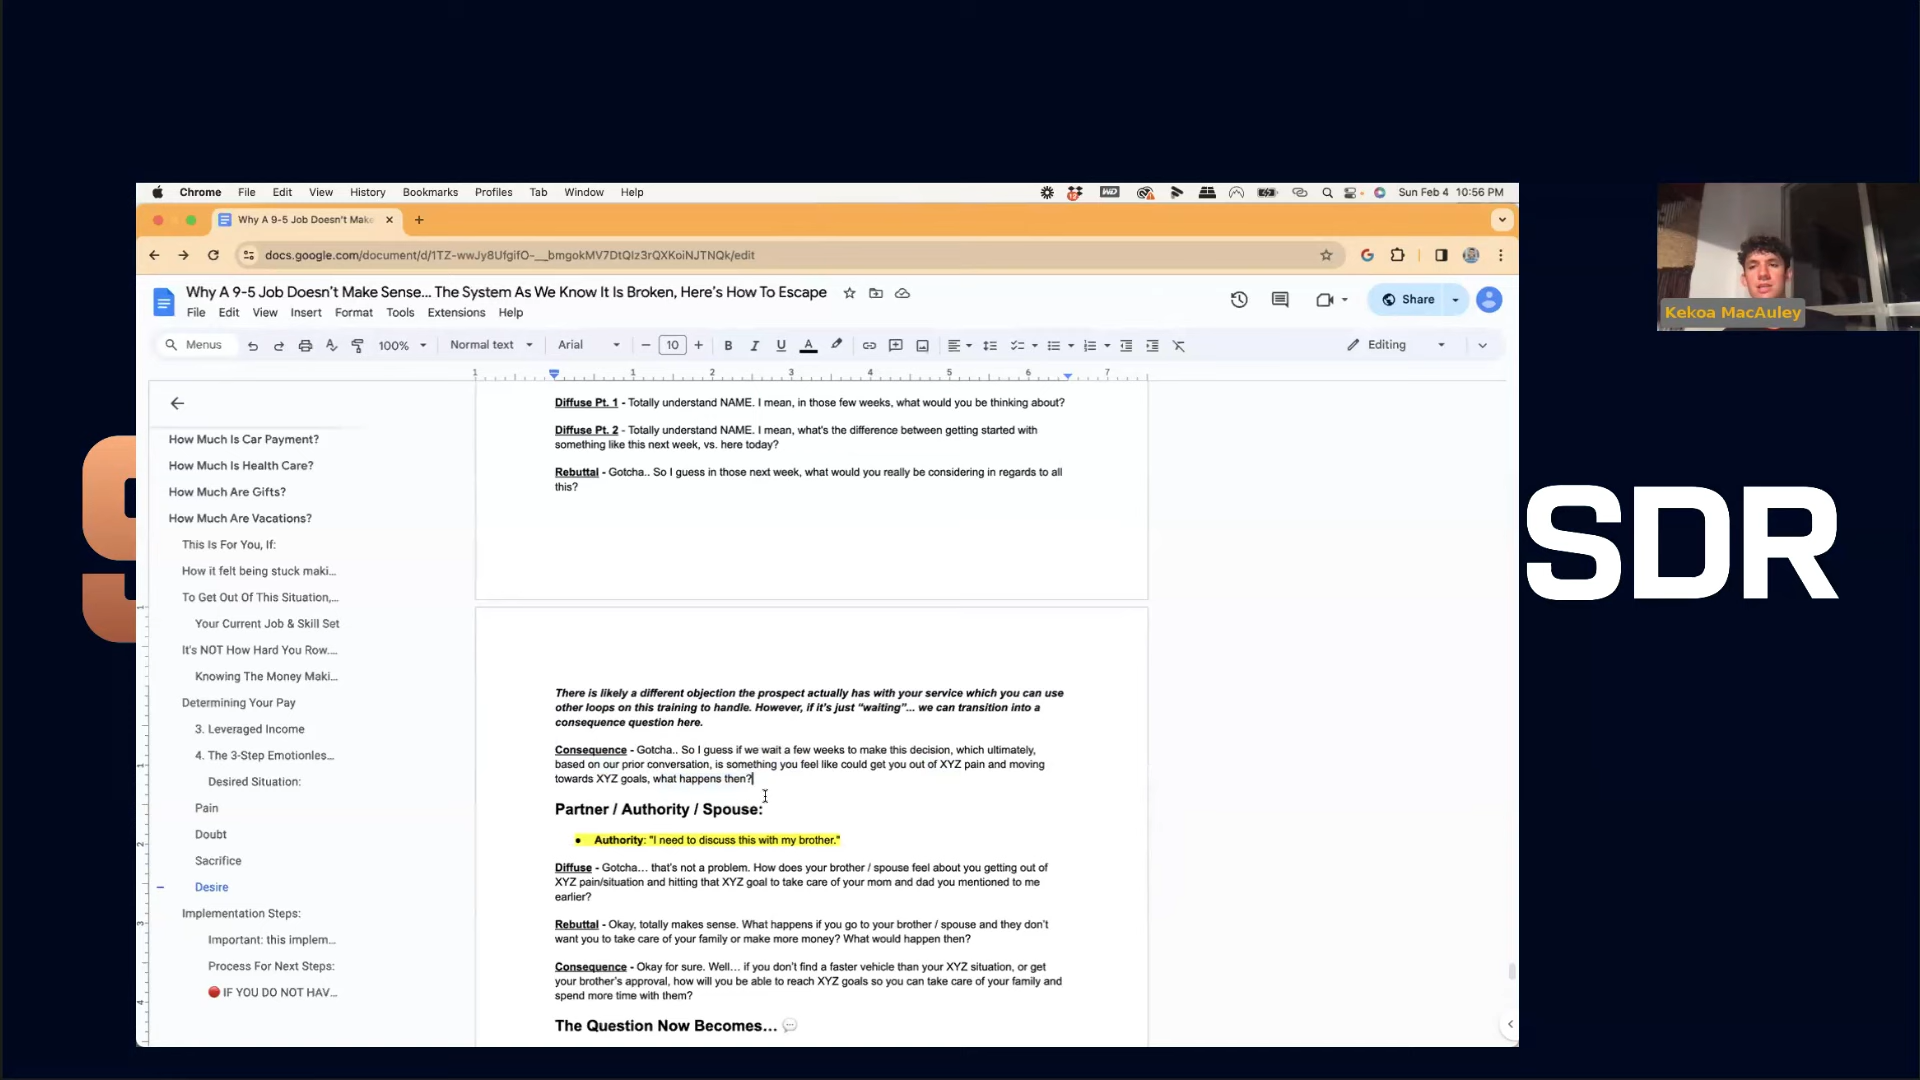 Chrome File Edit View History Bookmarks Profiles Tab Window Help
Sun Feb 4 10:56 PM
Why A 9-5 Job Doesn't Make
docs.google.com/document/d/1TZ-wwJy8UfgifO-__bmgokMV7DtQIz3rQXKoiNJTNQk/edit
Why A 9-5 Job Doesn't Make Sense... The System As We Know It Is Broken, Here's How To Escape
File Edit View Insert Format Tools Extensions Help
Share
Menus 100% Normal text Arial 10 Editing
1 1 2 3 4 5 6 7
How Much Is Car Payment?
How Much Is Health Care?
How Much Are Gifts?
How Much Are Vacations?
This Is For You, If:
How it felt being stuck maki...
To Get Out Of This Situation,...
Your Current Job & Skill Set
It's NOT How Hard You Row....
Knowing The Money Maki...
Determining Your Pay
3. Leveraged Income
4. The 3-Step Emotionles...
Desired Situation:
Pain
Doubt
Sacrifice
Desire
Implementation Steps:
Important: this implem...
Process For Next Steps:
IF YOU DO NOT HAV...
Diffuse Pt. 1 - Totally understand NAME. I mean, in those few weeks, what would you be thinking about?
Diffuse Pt. 2 - Totally understand NAME. I mean, what's the difference between getting started with
something like this next week, vs. here today?
Rebuttal - Gotcha.. So I guess in those next week, what would you really be considering in regards to all
this?
There is likely a different objection the prospect actually has with your service which you can use
other loops on this training to handle. However, if it's just “waiting”... we can transition into a
consequence question here.
Consequence - Gotcha.. So I guess if we wait a few weeks to make this decision, which ultimately,
based on our prior conversation, is something you feel like could get you out of XYZ pain and moving
towards XYZ goals, what happens then?
Partner / Authority / Spouse:
● Authority: "I need to discuss this with my brother."
Diffuse - Gotcha... that's not a problem. How does your brother / spouse feel about you getting out of
XYZ pain/situation and hitting that XYZ goal to take care of your mom and dad you mentioned to me
earlier?
Rebuttal - Okay, totally makes sense. What happens if you go to your brother / spouse and they don't
want you to take care of your family or make more money? What would happen then?
Consequence - Okay for sure. Well... if you don't find a faster vehicle than your XYZ situation, or get
your brother's approval, how will you be able to reach XYZ goals so you can take care of your family and
spend more time with them?
The Question Now Becomes...
Kekoa MacAuley
SDR